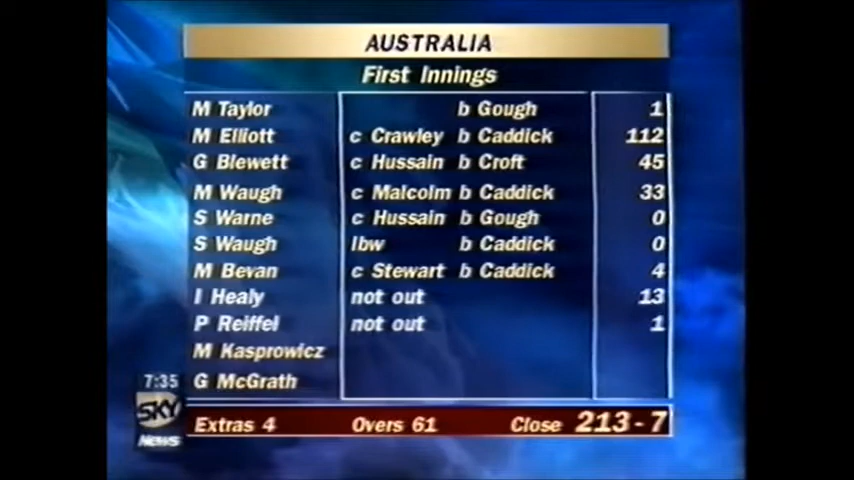 AUSTRALIA
First Innings
M Taylor b Gough 1
M Elliott c Crawley b Caddick 112
G Blewett c Hussain b Croft 45
M Waugh c Malcolm b Caddick 33
S Warne c Hussain b Gough 0
S Waugh lbw b Caddick 0
M Bevan c Stewart b Caddick 4
I Healy not out 13
P Reiffel not out 1
M Kasprowicz
G McGrath
7:35
SKY
News
Extras 4 Overs 61 Close 213-7